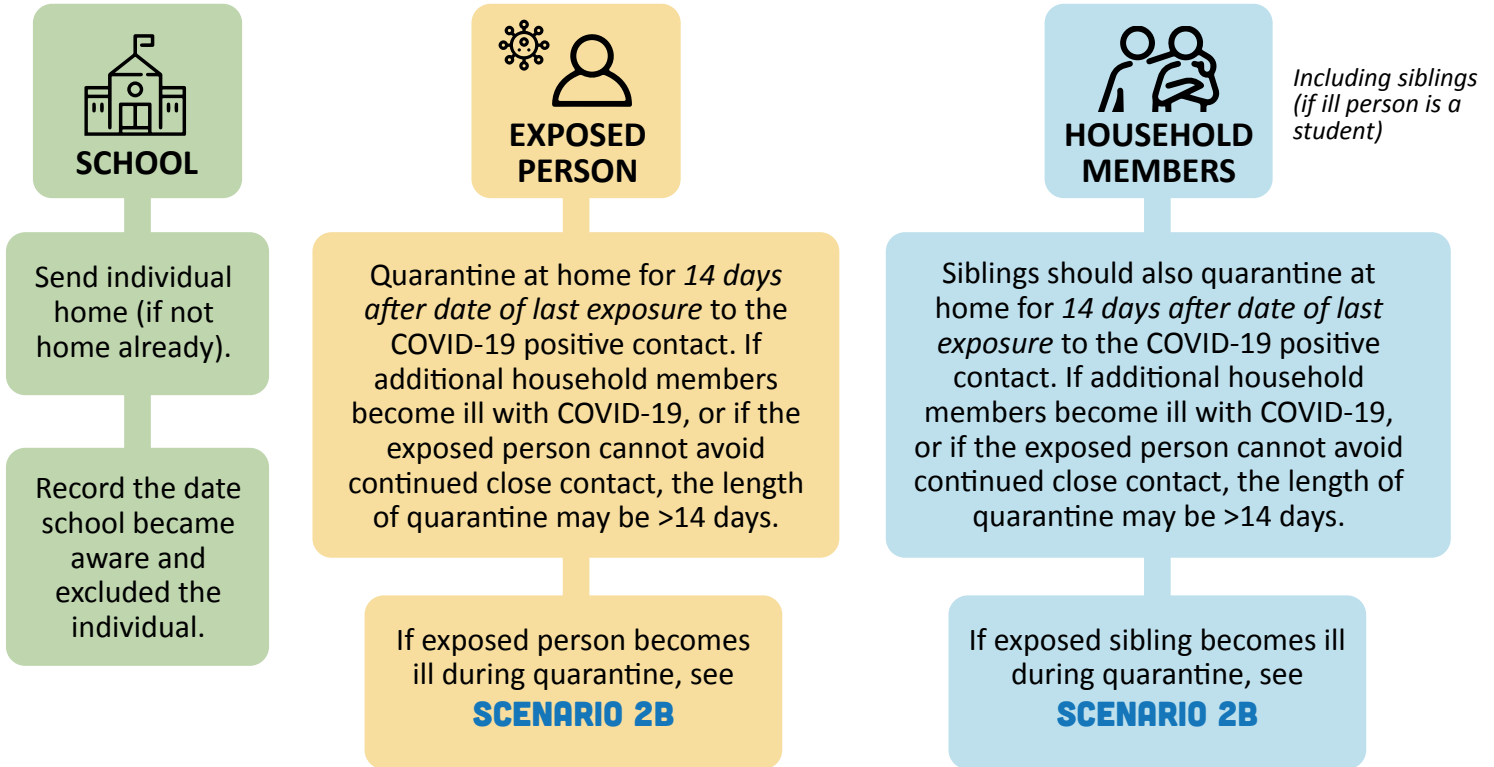 SCHOOL
Send individual
home (if not
home already).
Record the date
school became
aware and
excluded the
individual.
EXPOSED
PERSON
Quarantine at home for 14 days
after date of last exposure to the
COVID-19 positive contact. If
additional household members
become ill with COVID-19, or if the
exposed person cannot avoid
continued close contact, the length
of quarantine may be >14 days.
If exposed person becomes
ill during quarantine, see
SCENARIO 2B
HOUSEHOLD
MEMBERS
Including siblings
(if ill person is a
student)
Siblings should also quarantine at
home for 14 days after date of last
exposure to the COVID-19 positive
contact. If additional household
members become ill with COVID-19,
or if the exposed person cannot avoid
continued close contact, the length of
quarantine may be >14 days.
If exposed sibling becomes ill
during quarantine, see
SCENARIO 2B